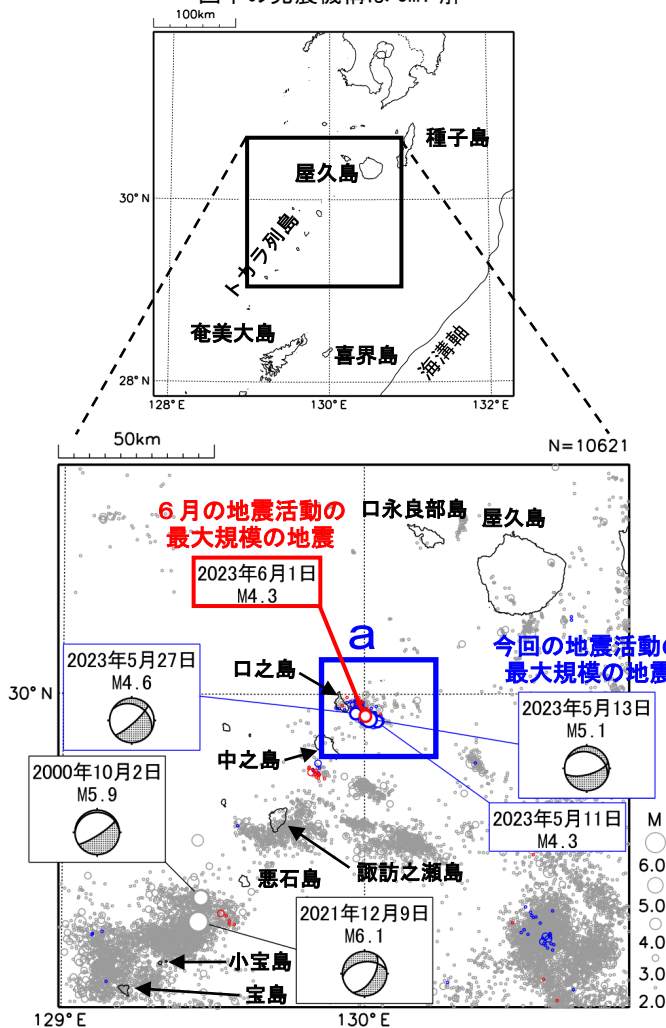 100km
種子島
屋久島
30°N
トカラ列島
奄美大島
喜界島
海溝軸
28°N
128°E
130°E
132°E
50km
N=10621
6月の地震活動の
最大規模の地震
口永良部島
屋久島
2023年6月1日
M4.3
a
今回の地震活動の
最大規模の地震
2023年5月27日
M4.6
口之島
30°N
2023年5月13日
M5.1
中之島
2000年10月2日
M5.9
2023年5月11日
M4.3
M
6.0
5.0
4.0
3.0
2.0
諏訪之瀬島
悪石島
2021年12月9日
M6.1
小宝島
宝島
129°E
130°E